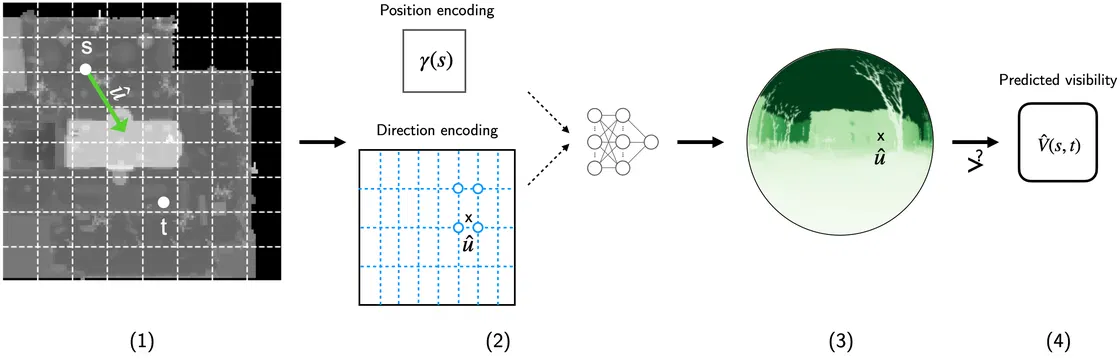 Position encoding
γ(s)
s
û
t
Direction encoding
x
û
x
û
>?
Predicted visibility
V̂(s, t)
(1)
(2)
(3)
(4)